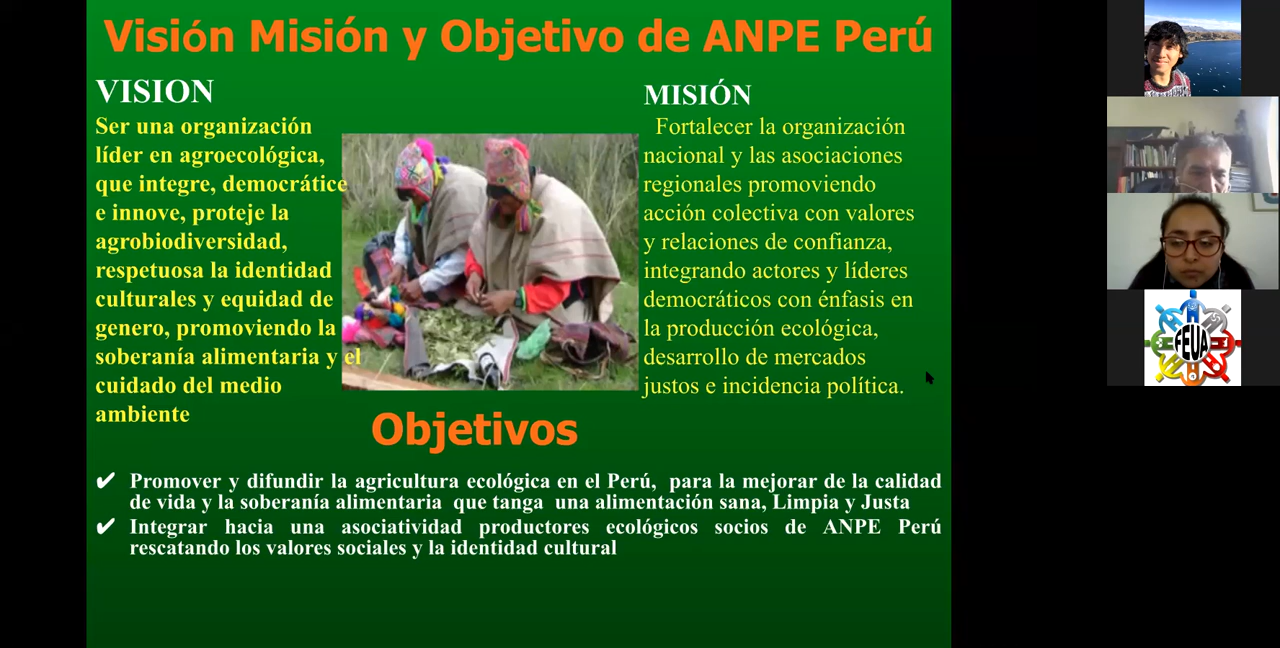 Visión Misión y Objetivo de ANPE Perú
VISION
Ser una organización
líder en agroecológica,
que integre, democrátice
e innove, proteje la
agrobiodiversidad,
respetuosa la identidad
culturales y equidad de
genero, promoviendo la
soberanía alimentaria y el
cuidado del medio
ambiente
MISIÓN
Fortalecer la organización
nacional y las asociaciones
regionales promoviendo
acción colectiva con valores
y relaciones de confianza,
integrando actores y líderes
democráticos con énfasis en
la producción ecológica,
desarrollo de mercados
justos e incidencia política.
Objetivos
✔ Promover y difundir la agricultura ecológica en el Perú, para la mejorar de la calidad
de vida y la soberanía alimentaria que tanga una alimentación sana, Limpia y Justa
✔ Integrar hacia una asociatividad productores ecológicos socios de ANPE Perú
rescatando los valores sociales y la identidad cultural
FEUA